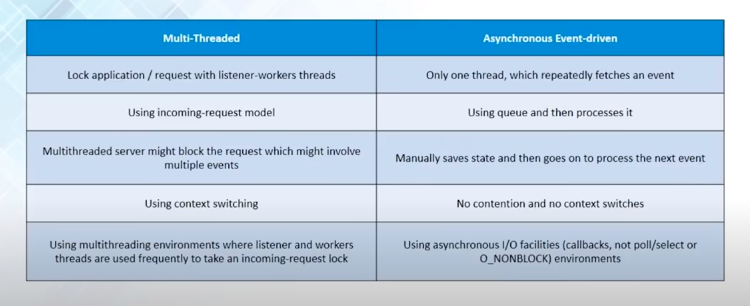 Multi-Threaded
Asynchronous Event-driven
Lock application / request with listener-workers threads
Only one thread, which repeatedly fetches an event
Using incoming-request model
Using queue and then processes it
Multithreaded server might block the request which might involve
multiple events
Manually saves state and then goes on to process the next event
Using context switching
No contention and no context switches
Using multithreading environments where listener and workers
threads are used frequently to take an incoming-request lock
Using asynchronous I/O facilities (callbacks, not poll/select or
O_NONBLOCK) environments